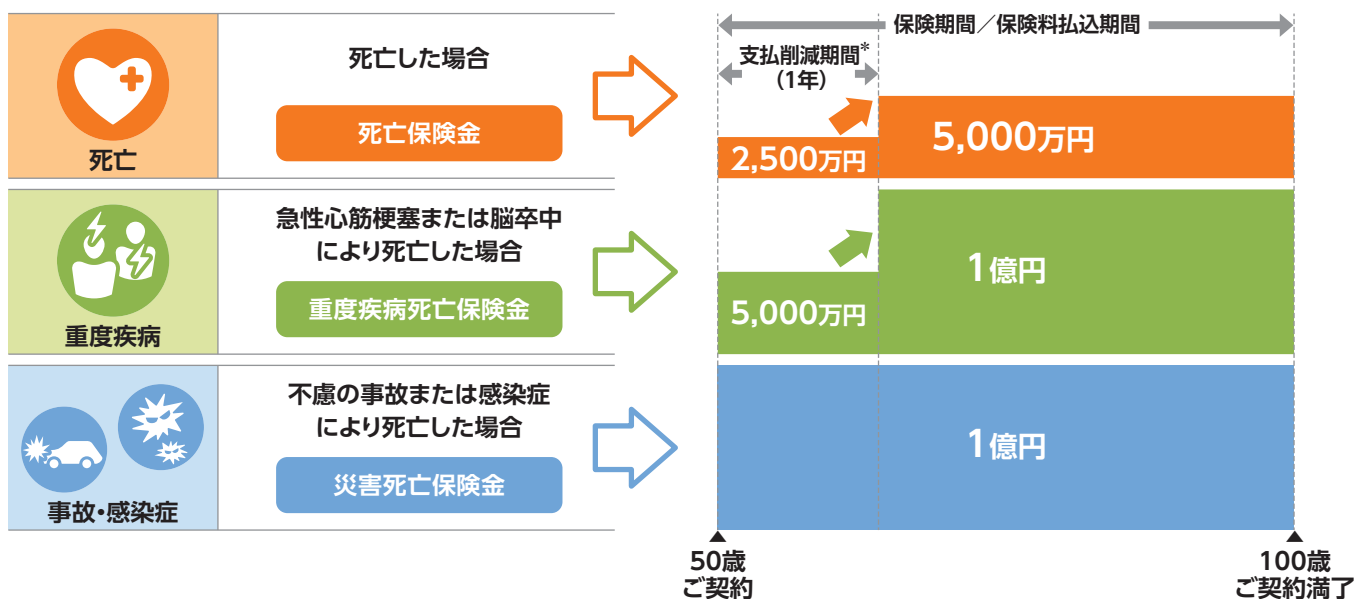 保険期間/保険料払込期間
支払削減期間*
(1年)
死亡
死亡した場合
死亡保険金
2,500万円
5,000万円
重度疾病
急性心筋梗塞または脳卒中
により死亡した場合
重度疾病死亡保険金
5,000万円
1億円
事故・感染症
不慮の事故または感染症
により死亡した場合
災害死亡保険金
1億円
50歳
ご契約
100歳
ご契約満了